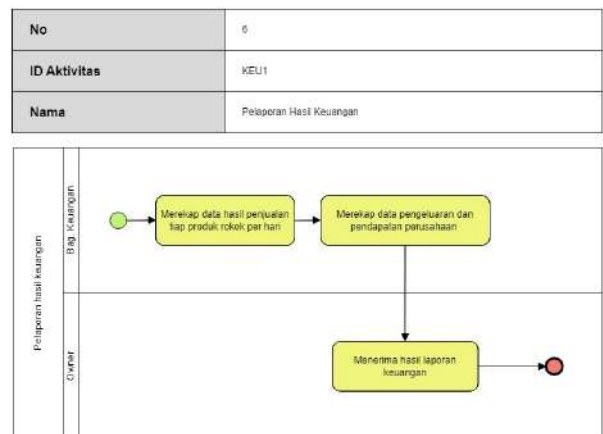 No
6
ID Aktivitas
KEU1
Nama
Pelaporan Hasil Keuangan
Pelaporan hasil keuangan
Bag. Keuangan
Merekap data hasil penjualan
tiap produk rokok per hari
Merekap data pengeluaran dan
pendapatan perusahaan
Owner
Menerima hasil laporan
keuangan